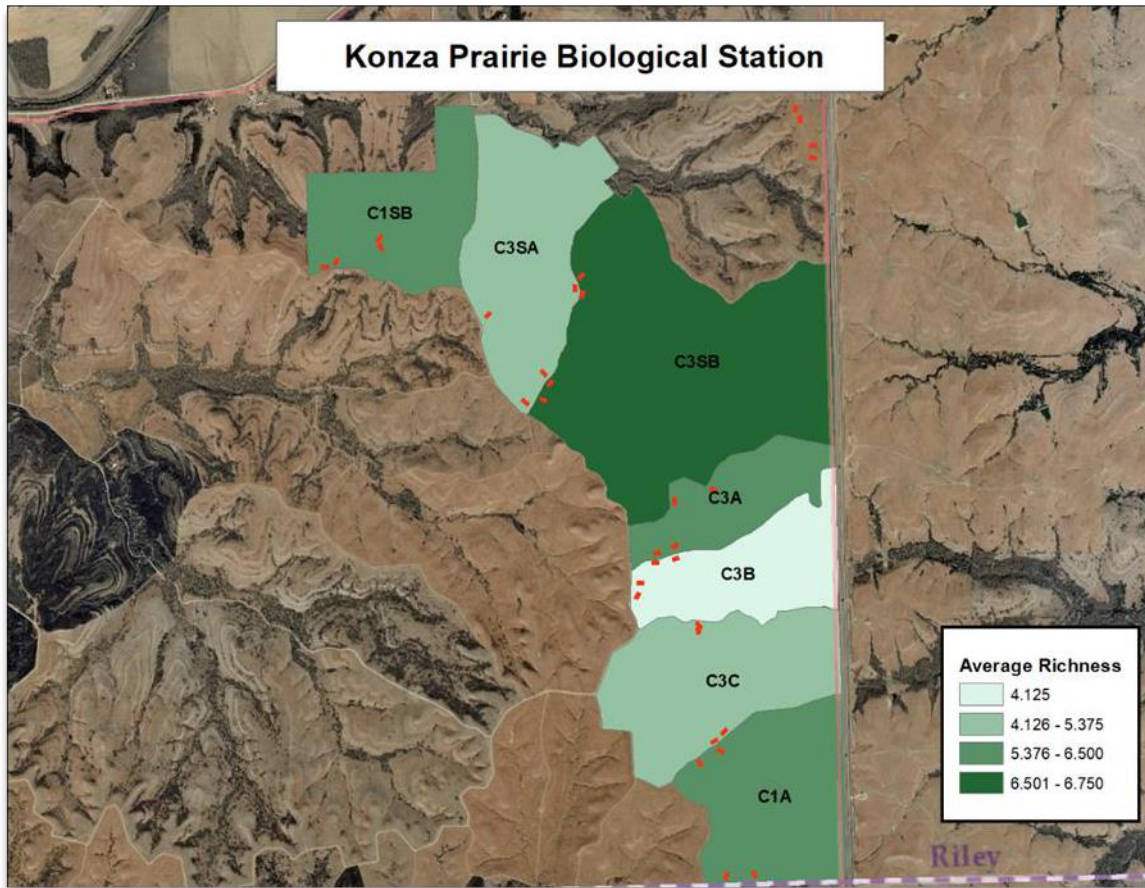 Konza Prairie Biological Station
C1SB
C3SA
C3SB
C3A
C3B
C3C
C1A
Average Richness
4.125
4.126 - 5.375
5.376 - 6.500
6.501 - 6.750
Riley